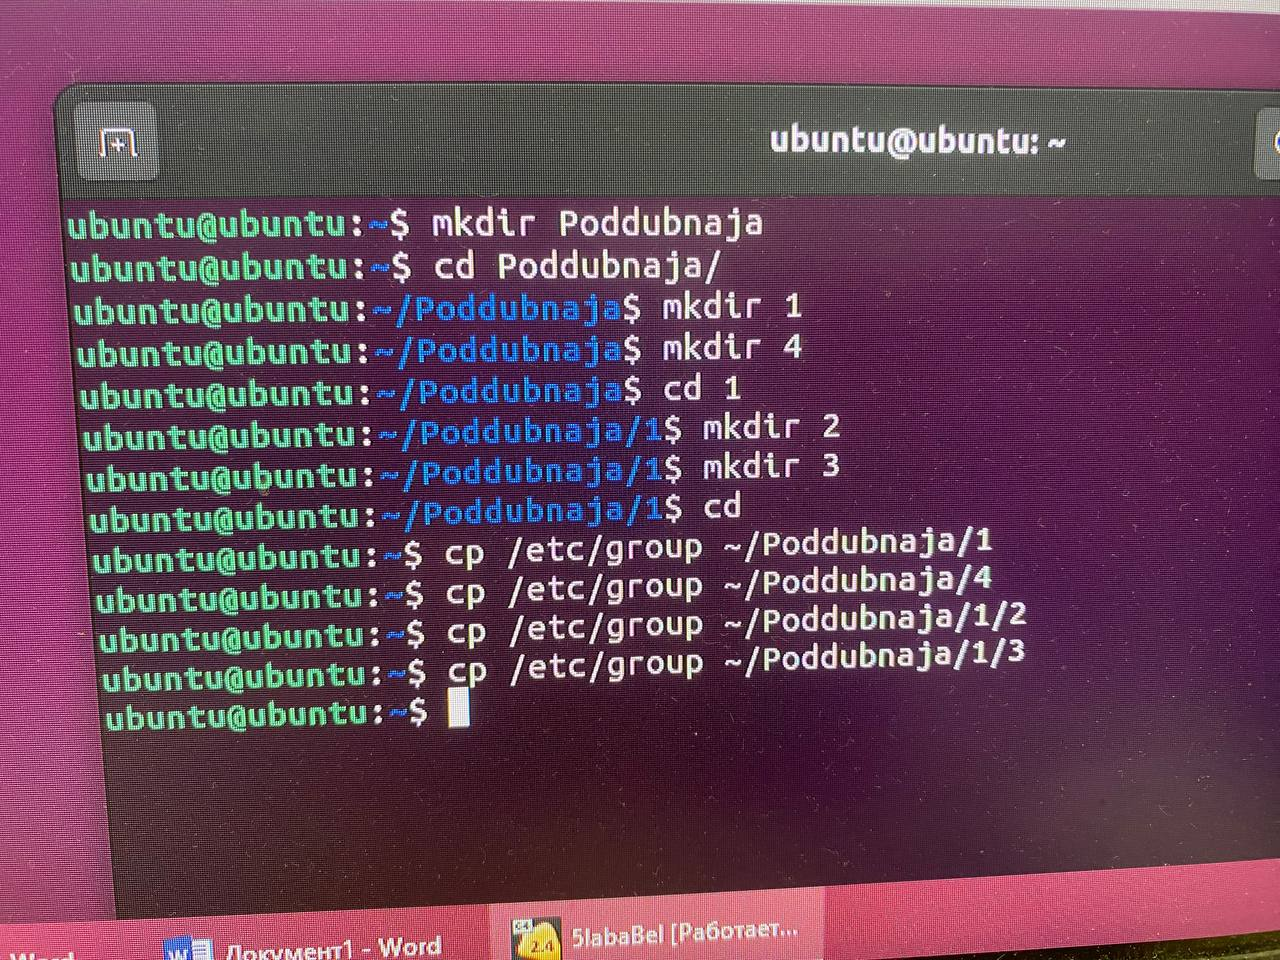 ubuntu@ubuntu: ~
ubuntu@ubuntu:~$ mkdir Poddubnaja
ubuntu@ubuntu:~$ cd Poddubnaja/
ubuntu@ubuntu:~/Poddubnaja$ mkdir 1
ubuntu@ubuntu:~/Poddubnaja$ mkdir 4
ubuntu@ubuntu:~/Poddubnaja$ cd 1
ubuntu@ubuntu:~/Poddubnaja/1$ mkdir 2
ubuntu@ubuntu:~/Poddubnaja/1$ mkdir 3
ubuntu@ubuntu:~/Poddubnaja/1$ cd
ubuntu@ubuntu:~$ cp /etc/group ~/Poddubnaja/1
ubuntu@ubuntu:~$ cp /etc/group ~/Poddubnaja/4
ubuntu@ubuntu:~$ cp /etc/group ~/Poddubnaja/1/2
ubuntu@ubuntu:~$ cp /etc/group ~/Poddubnaja/1/3
ubuntu@ubuntu:~$
Word W Документ1 - Word 64 2.4 5labaBel [Работает...